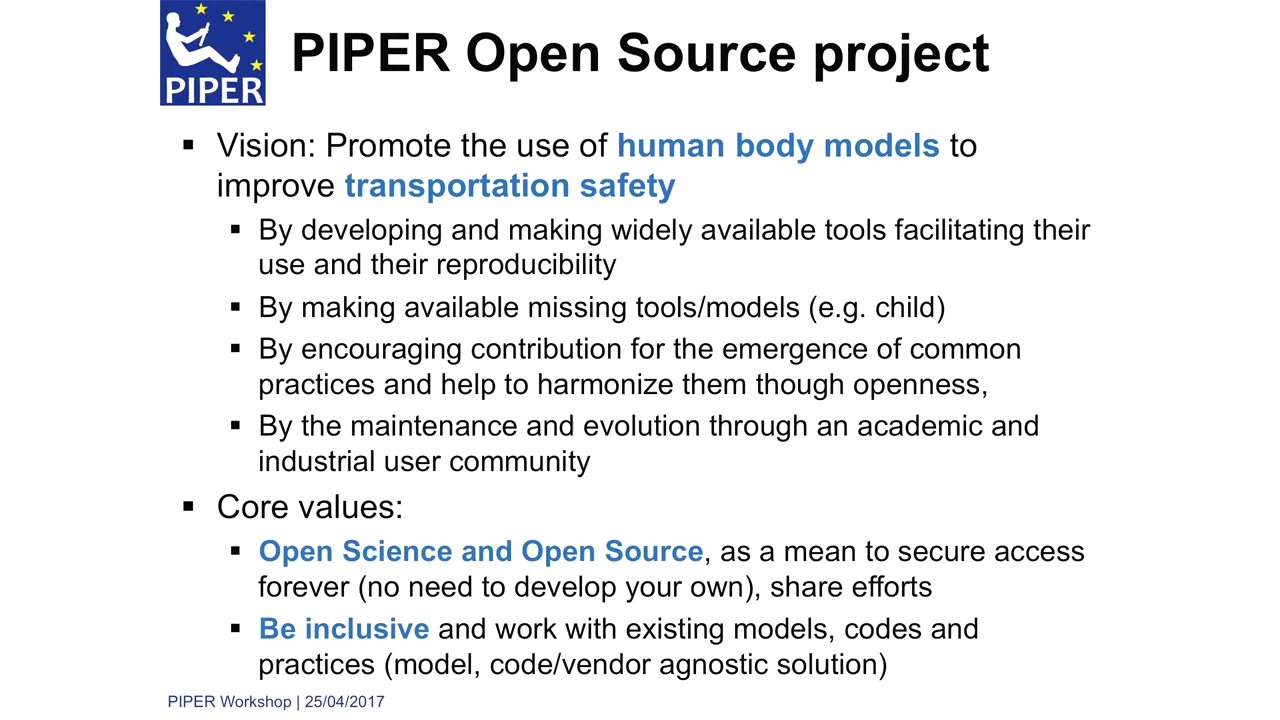 PIPER
PIPER Open Source project
▪ Vision: Promote the use of human body models to
improve transportation safety
▪ By developing and making widely available tools facilitating their
use and their reproducibility
▪ By making available missing tools/models (e.g. child)
▪ By encouraging contribution for the emergence of common
practices and help to harmonize them though openness,
▪ By the maintenance and evolution through an academic and
industrial user community
▪ Core values:
▪ Open Science and Open Source, as a mean to secure access
forever (no need to develop your own), share efforts
▪ Be inclusive and work with existing models, codes and
practices (model, code/vendor agnostic solution)
PIPER Workshop | 25/04/2017